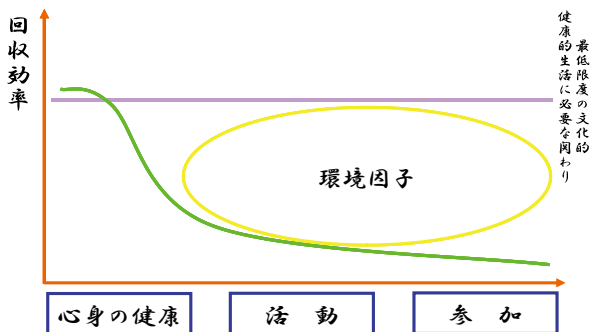 回収効率
最低限度の文化的
健康的生活に必要な関わり
環境因子
心身の健康
活動
参加